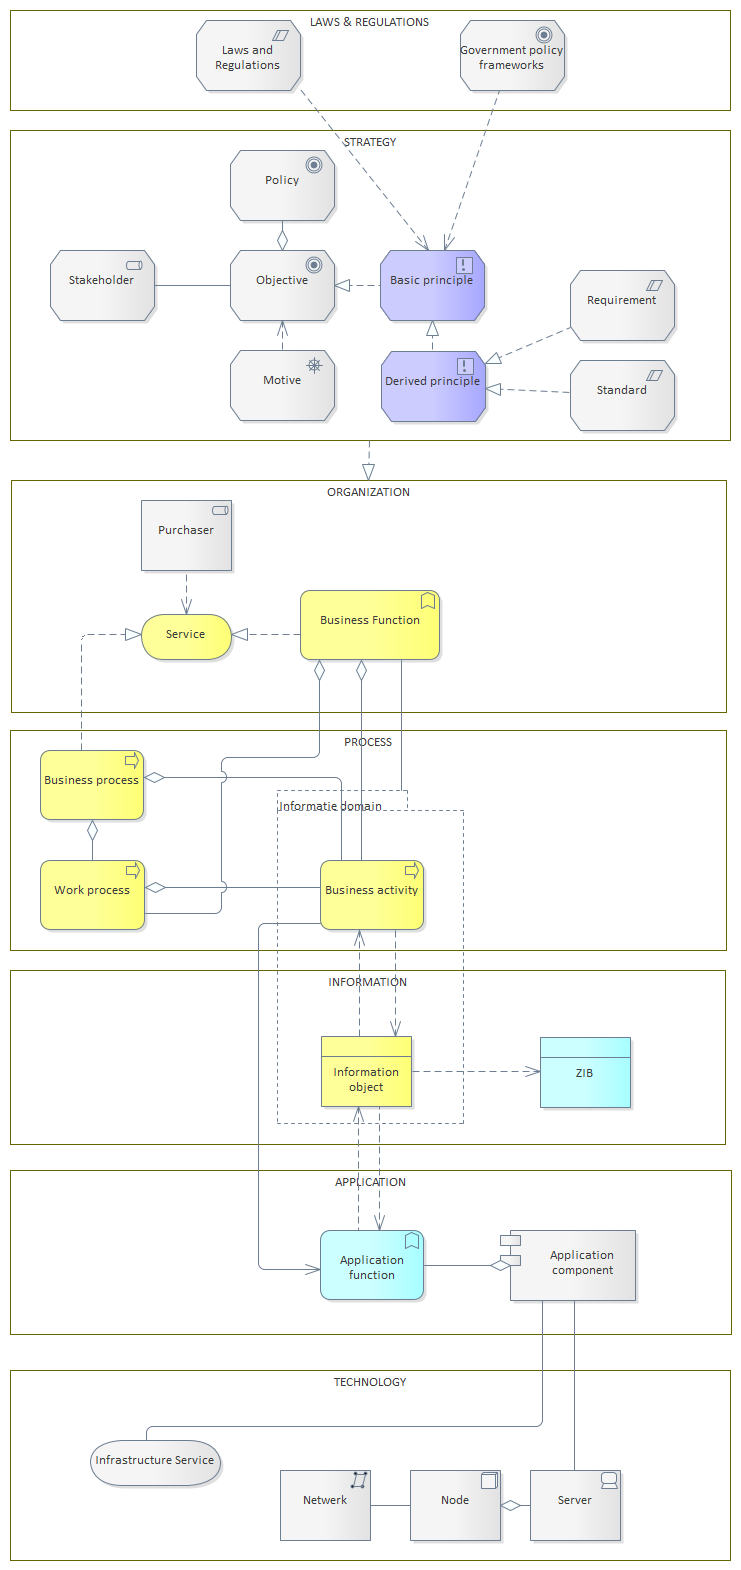 LAWS & REGULATIONS
Laws and
Regulations
Government policy
frameworks
STRATEGY
Policy
Stakeholder
Objective
Basic principle
Requirement
Motive
Derived principle
Standard
ORGANIZATION
Purchaser
Service
Business Function
PROCESS
Business process
Informatie domain
Work process
Business activity
INFORMATION
Information
object
ZIB
APPLICATION
Application
function
Application
component
TECHNOLOGY
Infrastructure Service
Netwerk
Node
Server